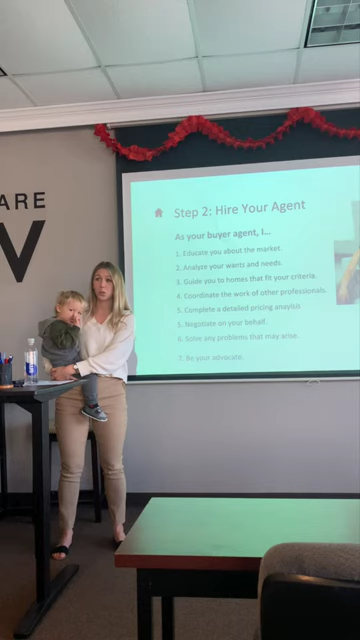 ARE
V
Step 2: Hire Your Agent
As your buyer agent, I...
1. Educate you about the market.
2. Analyze your wants and needs.
3. Guide you to homes that fit your criteria.
4. Coordinate the work of other professionals.
5. Complete a detailed pricing anaylsis
5. Negotiate on your behalf.
6. Solve any problems that may arise.
7. Be your advocate.